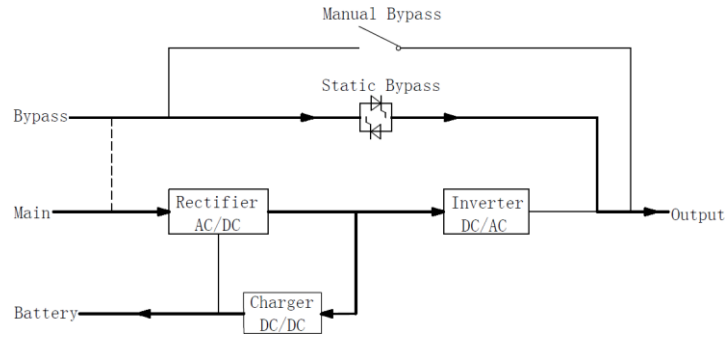 Manual Bypass
Static Bypass
Bypass
Main
Rectifier
AC/DC
Inverter
DC/AC
Output
Battery
Charger
DC/DC